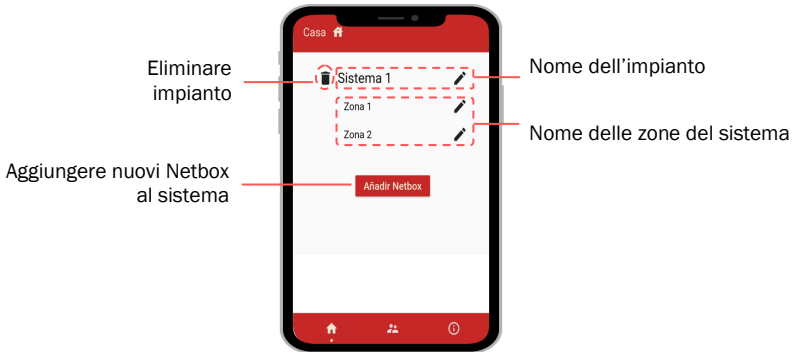 Casa
Eliminare
impianto
Sistema 1
Nome dell'impianto
Zona 1
Zona 2
Nome delle zone del sistema
Aggiungere nuovi Netbox
al sistema
Añadir Netbox